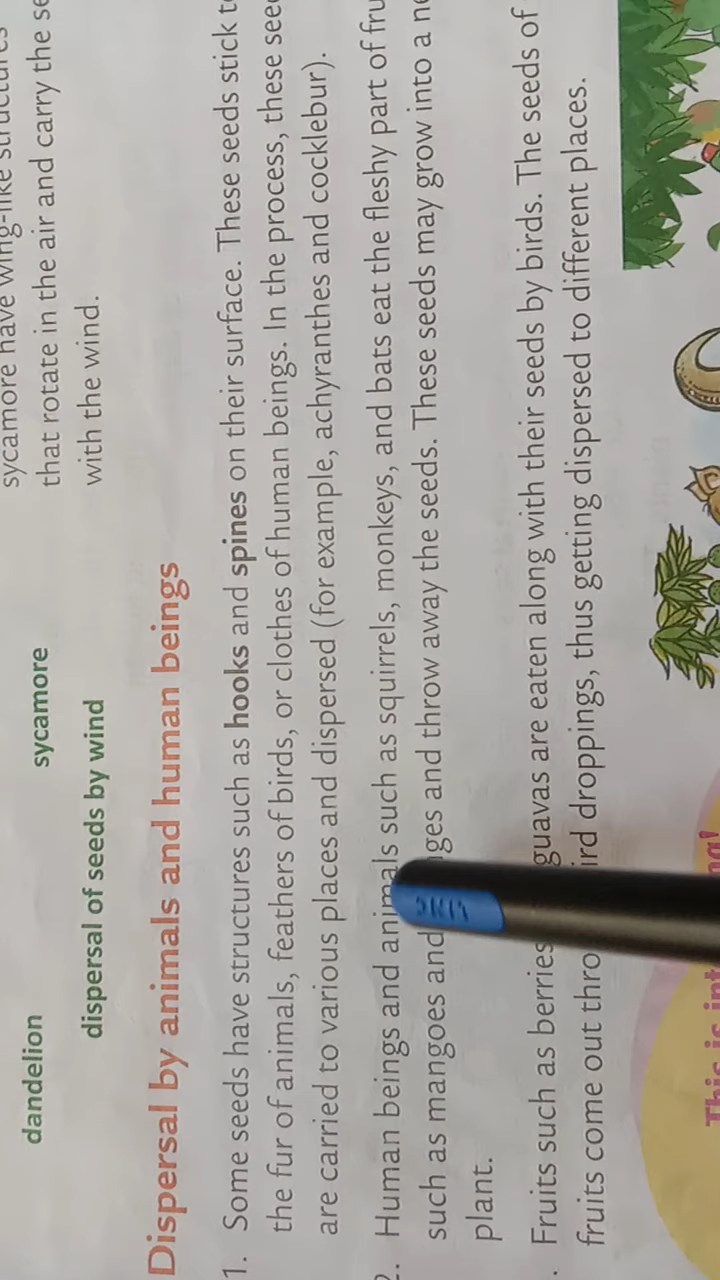 sycamore have wing-like structures
that rotate in the air and carry the
with the wind.
dandelion
sycamore
dispersal of seeds by wind
Dispersal by animals and human beings
1. Some seeds have structures such as hooks and spines on their surface. These seeds stick
the fur of animals, feathers of birds, or clothes of human beings. In the process, these
are carried to various places and dispersed (for example, achyranthes and cocklebur).
2. Human beings and animals such as squirrels, monkeys, and bats eat the fleshy part of
such as mangoes and and throw away the seeds. These seeds may grow into a
plant.
. Fruits such as berries guavas are eaten along with their seeds by birds. The seeds of
fruits come out droppings, thus getting dispersed to different places.
This is